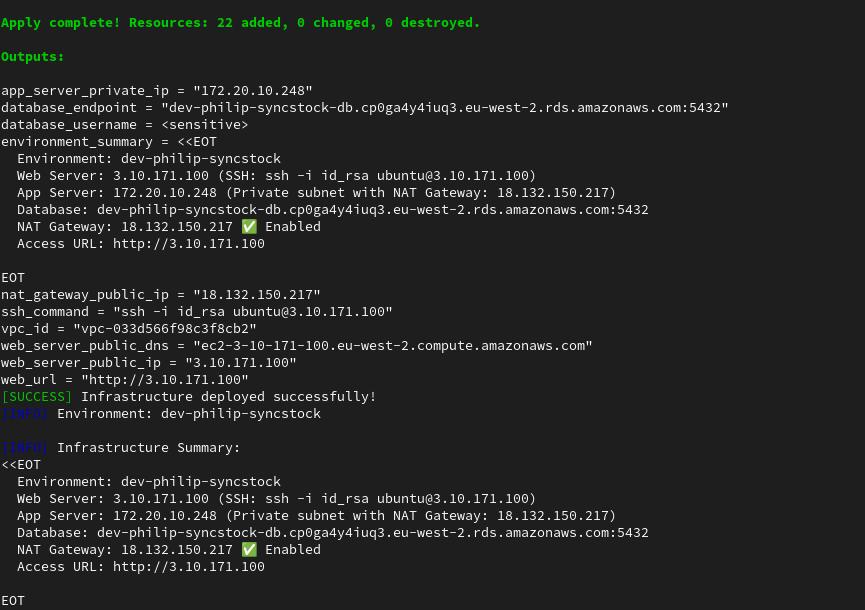 Apply complete! Resources: 22 added, 0 changed, 0 destroyed.
Outputs:
app_server_private_ip = "172.20.10.248"
database_endpoint = "dev-philip-syncstock-db.cp0ga4y4iuq3.eu-west-2.rds.amazonaws.com:5432"
database_username = <sensitive>
environment_summary = <<EOT
  Environment: dev-philip-syncstock
  Web Server: 3.10.171.100 (SSH: ssh -i id_rsa ubuntu@3.10.171.100)
  App Server: 172.20.10.248 (Private subnet with NAT Gateway: 18.132.150.217)
  Database: dev-philip-syncstock-db.cp0ga4y4iuq3.eu-west-2.rds.amazonaws.com:5432
  NAT Gateway: 18.132.150.217 ✅ Enabled
  Access URL: http://3.10.171.100
EOT
nat_gateway_public_ip = "18.132.150.217"
ssh_command = "ssh -i id_rsa ubuntu@3.10.171.100"
vpc_id = "vpc-033d566f98c3f8cb2"
web_server_public_dns = "ec2-3-10-171-100.eu-west-2.compute.amazonaws.com"
web_server_public_ip = "3.10.171.100"
web_url = "http://3.10.171.100"
[SUCCESS] Infrastructure deployed successfully!
[INFO] Environment: dev-philip-syncstock
[INFO] Infrastructure Summary:
<<EOT
  Environment: dev-philip-syncstock
  Web Server: 3.10.171.100 (SSH: ssh -i id_rsa ubuntu@3.10.171.100)
  App Server: 172.20.10.248 (Private subnet with NAT Gateway: 18.132.150.217)
  Database: dev-philip-syncstock-db.cp0ga4y4iuq3.eu-west-2.rds.amazonaws.com:5432
  NAT Gateway: 18.132.150.217 ✅ Enabled
  Access URL: http://3.10.171.100
EOT